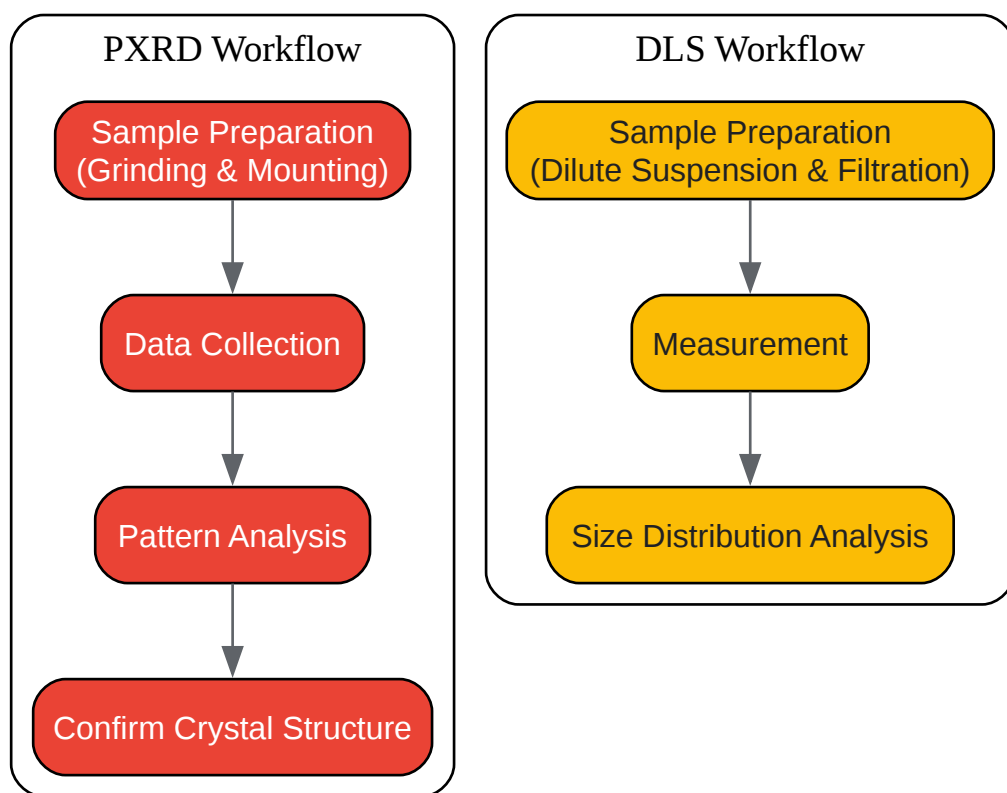 PXRD Workflow
Sample Preparation
(Grinding & Mounting)
Data Collection
Pattern Analysis
Confirm Crystal Structure
DLS Workflow
Sample Preparation
(Dilute Suspension & Filtration)
Measurement
Size Distribution Analysis